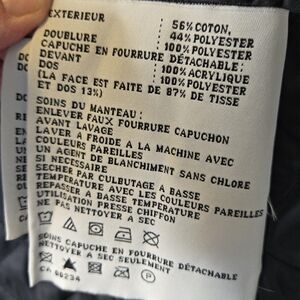 EXTERIEUR 56% COTON,
44% POLYESTER
DOUBLURE 100% POLYESTER
CAPUCHE EN FOURRURE DÉTACHABLE:
DEVANT 100% ACRYLIQUE
DOS 100% POLYESTER
(LA FACE EST FAITE DE 87% DE TISSE
ET DOS 13%)
SOINS DU MANTEAU:
ENLEVER FAUX FOURRURE CAPUCHON
AVANT LAVAGE
LAVER A FROIDE A LA MACHINE AVEC
COULEURS PAREILLES
UN AGENT DE BLANCHIMENT SANS CHLORE
SI NECESSAIRE
SECHER PAR CULBUTAGE A BASSE
TEMPERATURE AVEC LES COULEURS PAREILLES
REPASSER A BASSE TEMPERATURE
UTILISATION PRESSE CHIFFON
NE PAS NETTOYER A SEC
SOINS CAPUCHE EN FOURRURE DÉTACHABLE
NETTOYER A SEC SEULEMENT